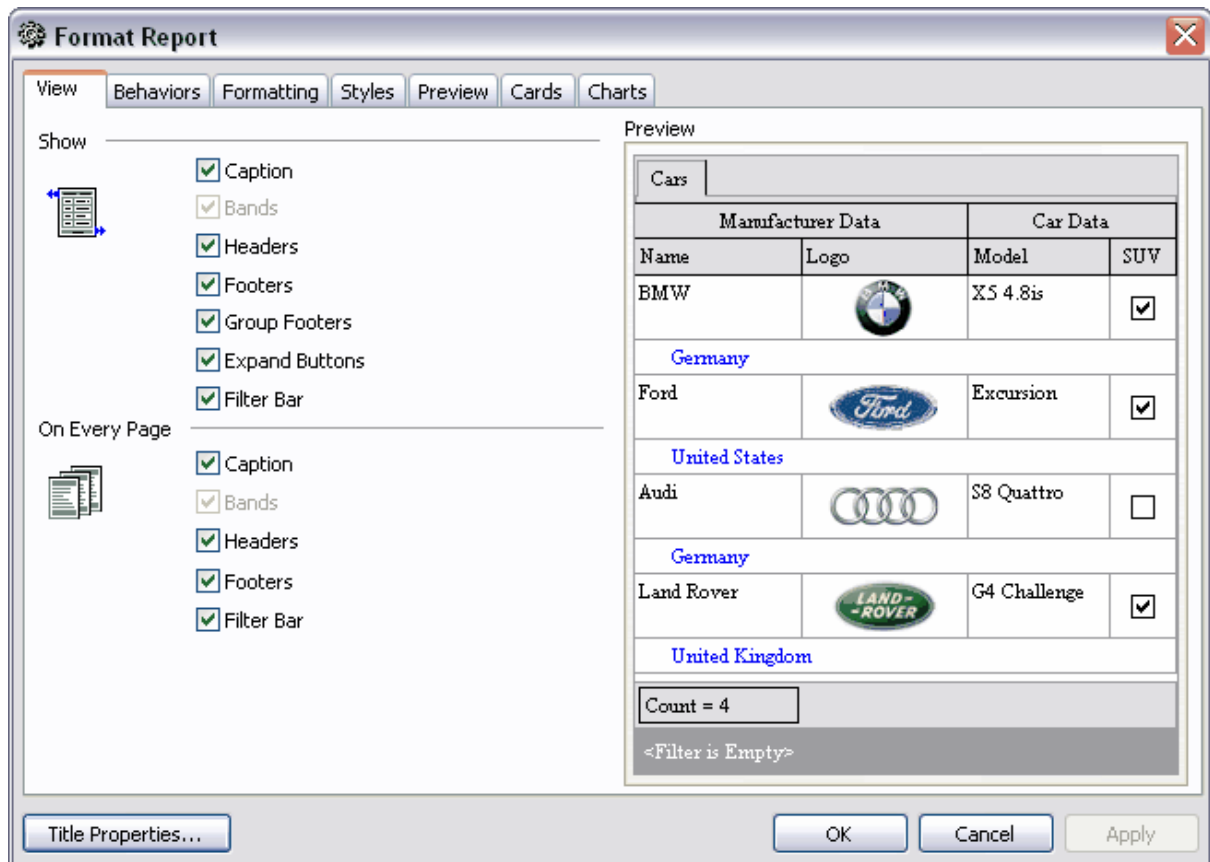 Format Report
View Behaviors Formatting Styles Preview Cards Charts
Show
Caption
Bands
Headers
Footers
Group Footers
Expand Buttons
Filter Bar
On Every Page
Caption
Bands
Headers
Footers
Filter Bar
Preview
Cars
Manufacturer Data Car Data
Name Logo Model SUV
BMW BMW X5 4.8is
Germany
Ford Ford Excursion
United States
Audi S8 Quattro
Germany
Land Rover LAND-ROVER G4 Challenge
United Kingdom
Count = 4
<Filter is Empty>
Title Properties... OK Cancel Apply